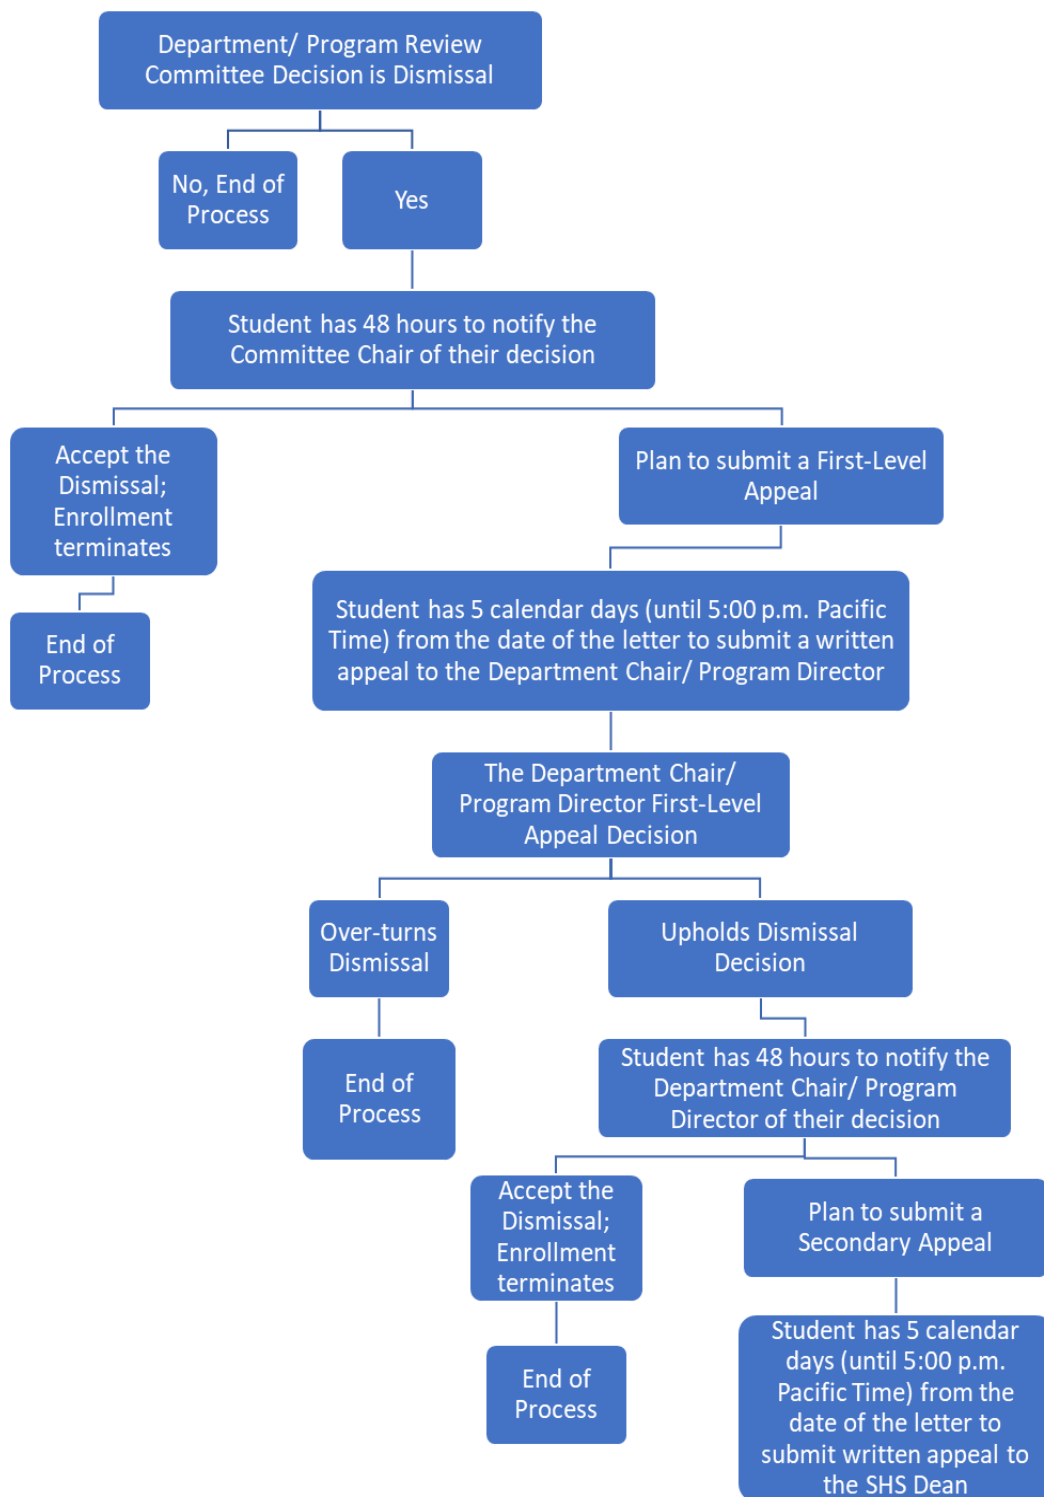 Department/ Program Review
Committee Decision is Dismissal
No, End of
Process
Yes
Student has 48 hours to notify the
Committee Chair of their decision
Accept the
Dismissal;
Enrollment
terminates
Plan to submit a First-Level
Appeal
End of
Process
Student has 5 calendar days (until 5:00 p.m. Pacific
Time) from the date of the letter to submit a written
appeal to the Department Chair/ Program Director
The Department Chair/
Program Director First-Level
Appeal Decision
Over-turns
Dismissal
Upholds Dismissal
Decision
End of
Process
Student has 48 hours to notify the
Department Chair/ Program
Director of their decision
Accept the
Dismissal;
Enrollment
terminates
Plan to submit a
Secondary Appeal
End of
Process
Student has 5 calendar
days (until 5:00 p.m.
Pacific Time) from the
date of the letter to
submit written appeal to
the SHS Dean